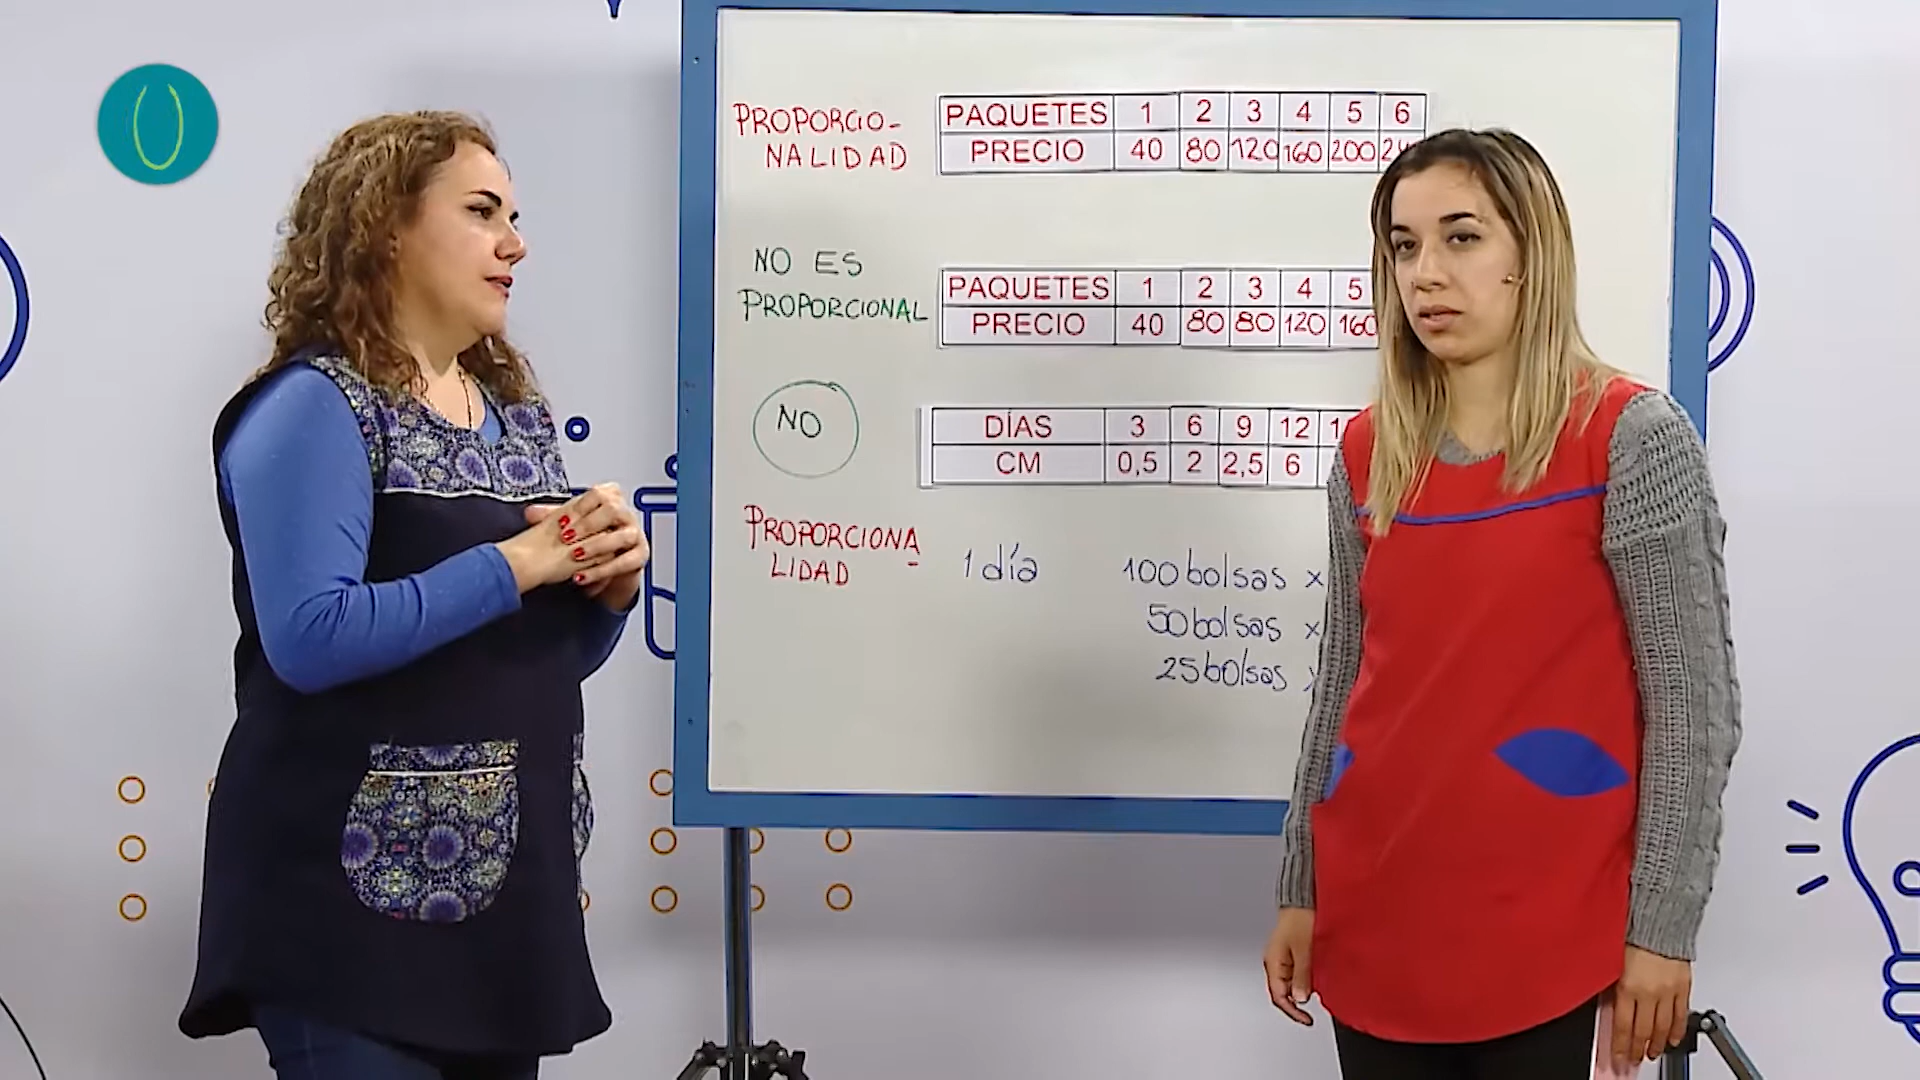 PROPORCIO-
NALIDAD
PAQUETES 1 2 3 4 5 6
PRECIO 40 80 120 160 200
NO ES
PROPORCIONAL
PAQUETES 1 2 3 4 5
PRECIO 40 80 80 120 160
NO
DÍAS 3 6 9 12
CM 0,5 2 2,5 6
PROPORCIONA-
LIDAD
1 día
100 bolsas x
50 bolsas x
25 bolsas